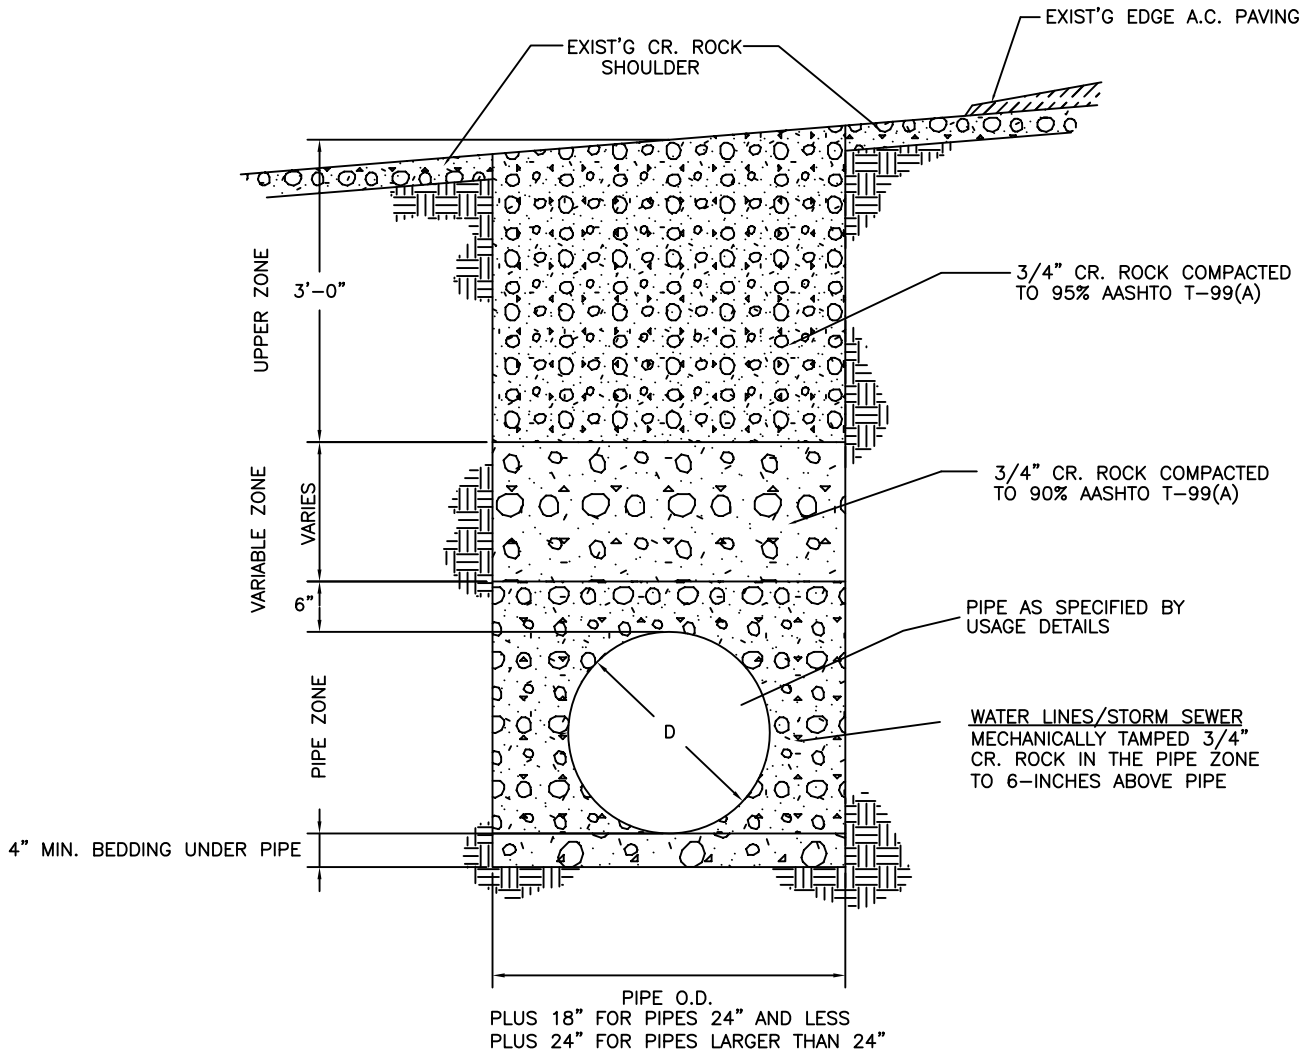 EXIST'G EDGE A.C. PAVING
EXIST'G CR. ROCK
SHOULDER
UPPER ZONE
3'-0"
3/4" CR. ROCK COMPACTED
TO 95% AASHTO T-99(A)
VARIABLE ZONE
VARIES
3/4" CR. ROCK COMPACTED
TO 90% AASHTO T-99(A)
6"
PIPE AS SPECIFIED BY
USAGE DETAILS
PIPE ZONE
D
WATER LINES/STORM SEWER
MECHANICALLY TAMPED 3/4"
CR. ROCK IN THE PIPE ZONE
TO 6-INCHES ABOVE PIPE
4" MIN. BEDDING UNDER PIPE
PIPE O.D.
PLUS 18" FOR PIPES 24" AND LESS
PLUS 24" FOR PIPES LARGER THAN 24"